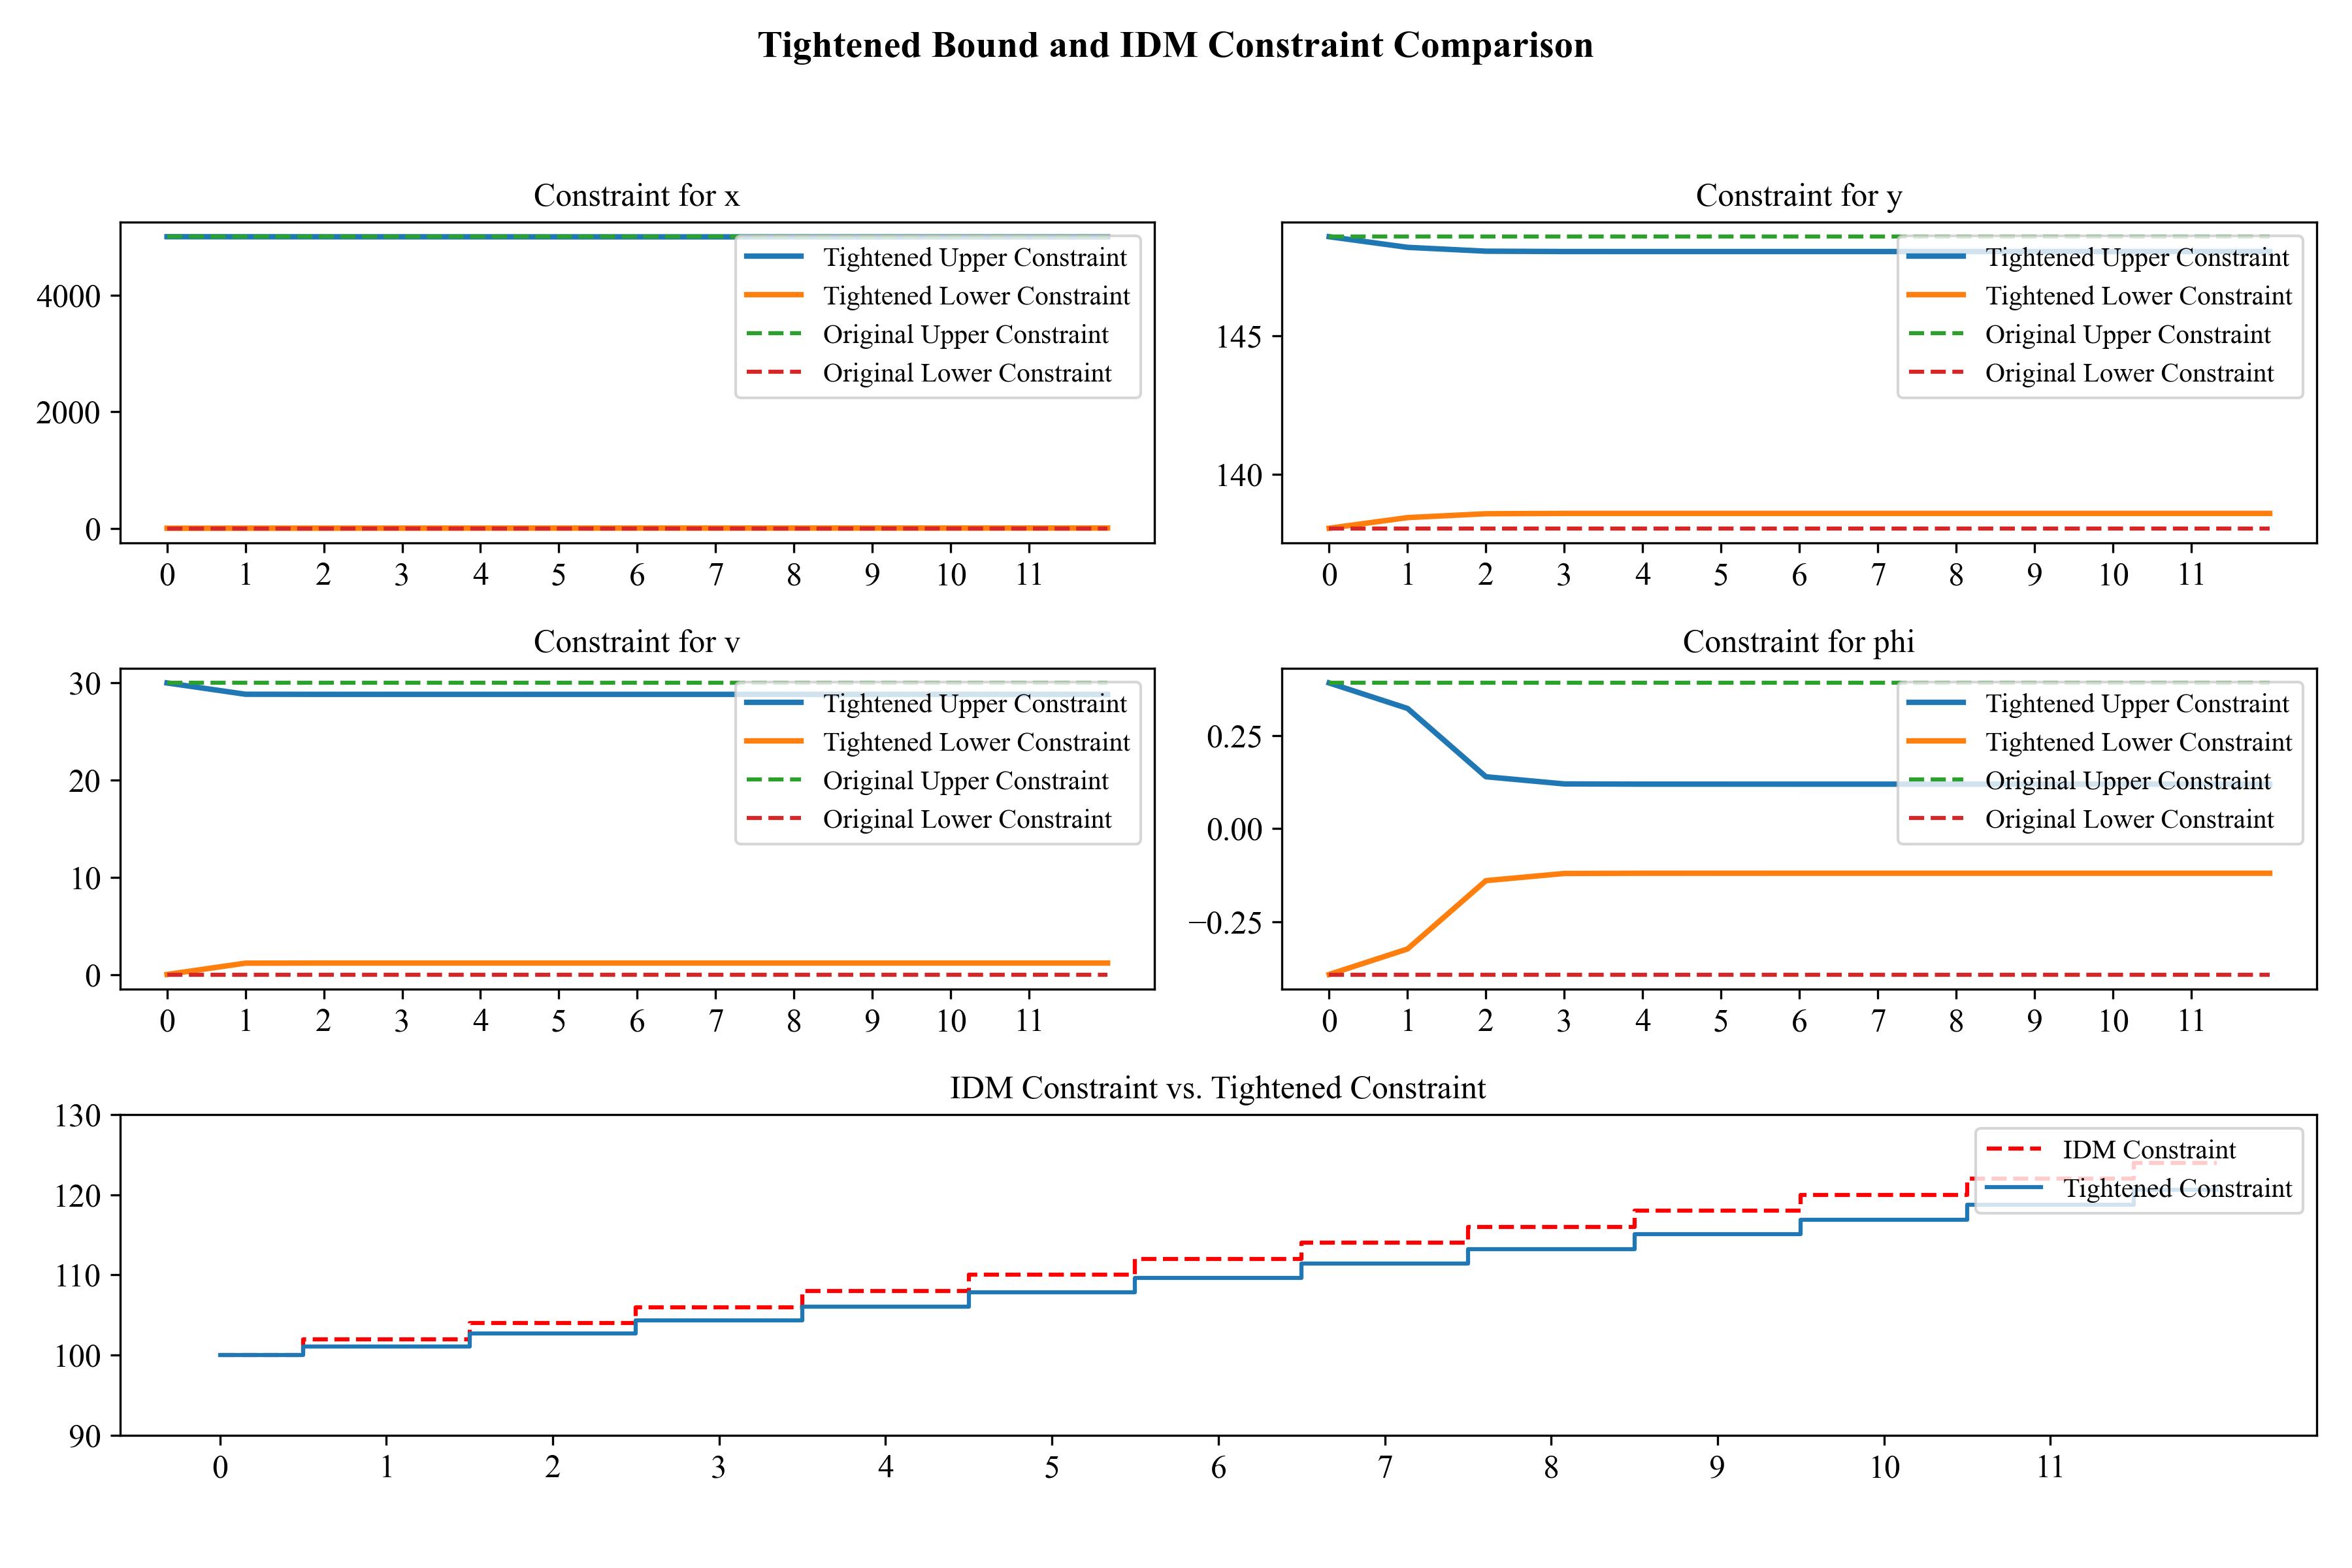 Tightened Bound and IDM Constraint Comparison
Constraint for x
4000
2000
0
Tightened Upper Constraint
Tightened Lower Constraint
Original Upper Constraint
Original Lower Constraint
0 1 2 3 4 5 6 7 8 9 10 11
Constraint for y
145
140
Tightened Upper Constraint
Tightened Lower Constraint
Original Upper Constraint
Original Lower Constraint
0 1 2 3 4 5 6 7 8 9 10 11
Constraint for v
30
20
10
0
Tightened Upper Constraint
Tightened Lower Constraint
Original Upper Constraint
Original Lower Constraint
0 1 2 3 4 5 6 7 8 9 10 11
Constraint for phi
0.25
0.00
−0.25
Tightened Upper Constraint
Tightened Lower Constraint
Original Upper Constraint
Original Lower Constraint
0 1 2 3 4 5 6 7 8 9 10 11
IDM Constraint vs. Tightened Constraint
130
120
110
100
90
IDM Constraint
Tightened Constraint
0 1 2 3 4 5 6 7 8 9 10 11